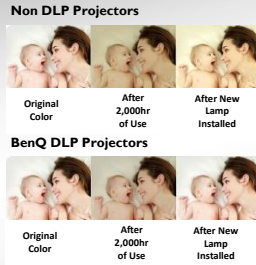 Non DLP Projectors
Original
Color
After
2,000hr
of Use
After New
Lamp
Installed
BenQ DLP Projectors
Original
Color
After
2,000hr
of Use
After New
Lamp
Installed